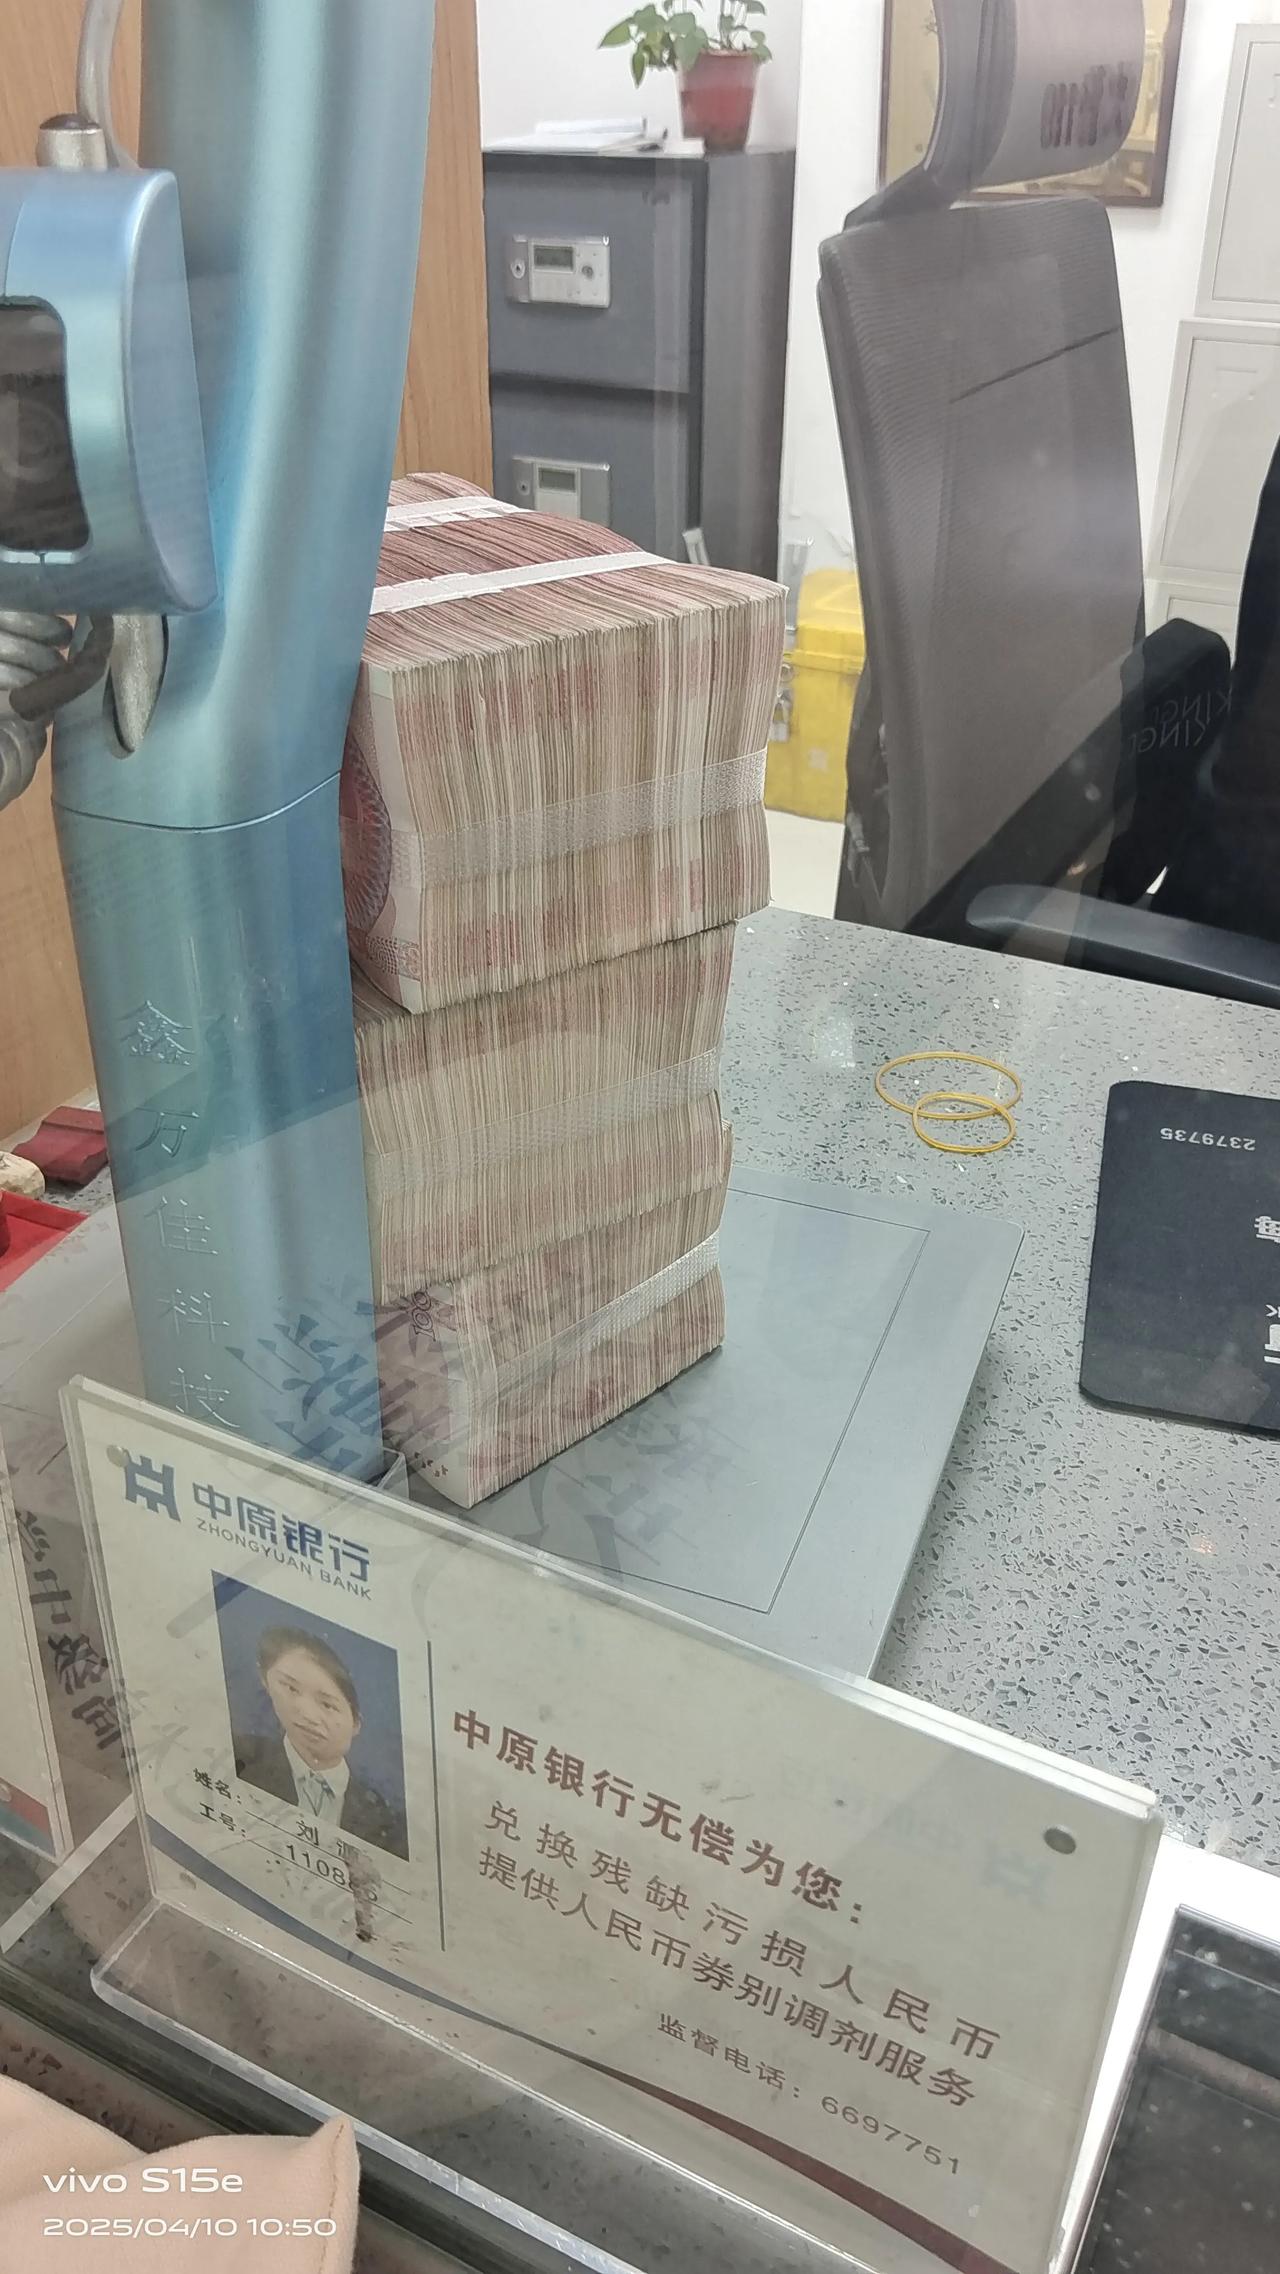 鑫万佳科技
100
2379735
中原银行
ZHONGYUAN BANK
姓名：刘
工号：1108
中原银行无偿为您：
兑换残缺污损人民币
提供人民币券别调剂服务
监督电话：6697751
vivo S15e
2025/04/10 10:50